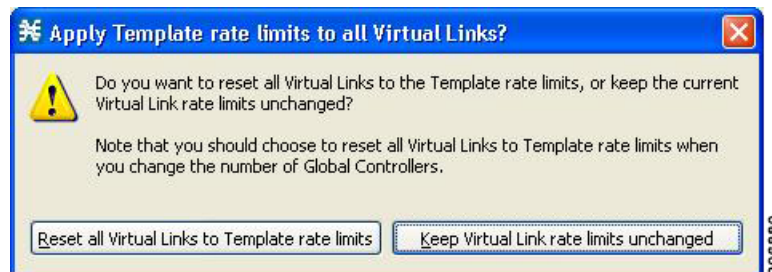 Apply Template rate limits to all Virtual Links?
Do you want to reset all Virtual Links to the Template rate limits, or keep the current
Virtual Link rate limits unchanged?
Note that you should choose to reset all Virtual Links to Template rate limits when
you change the number of Global Controllers.
Reset all Virtual Links to Template rate limits
Keep Virtual Link rate limits unchanged